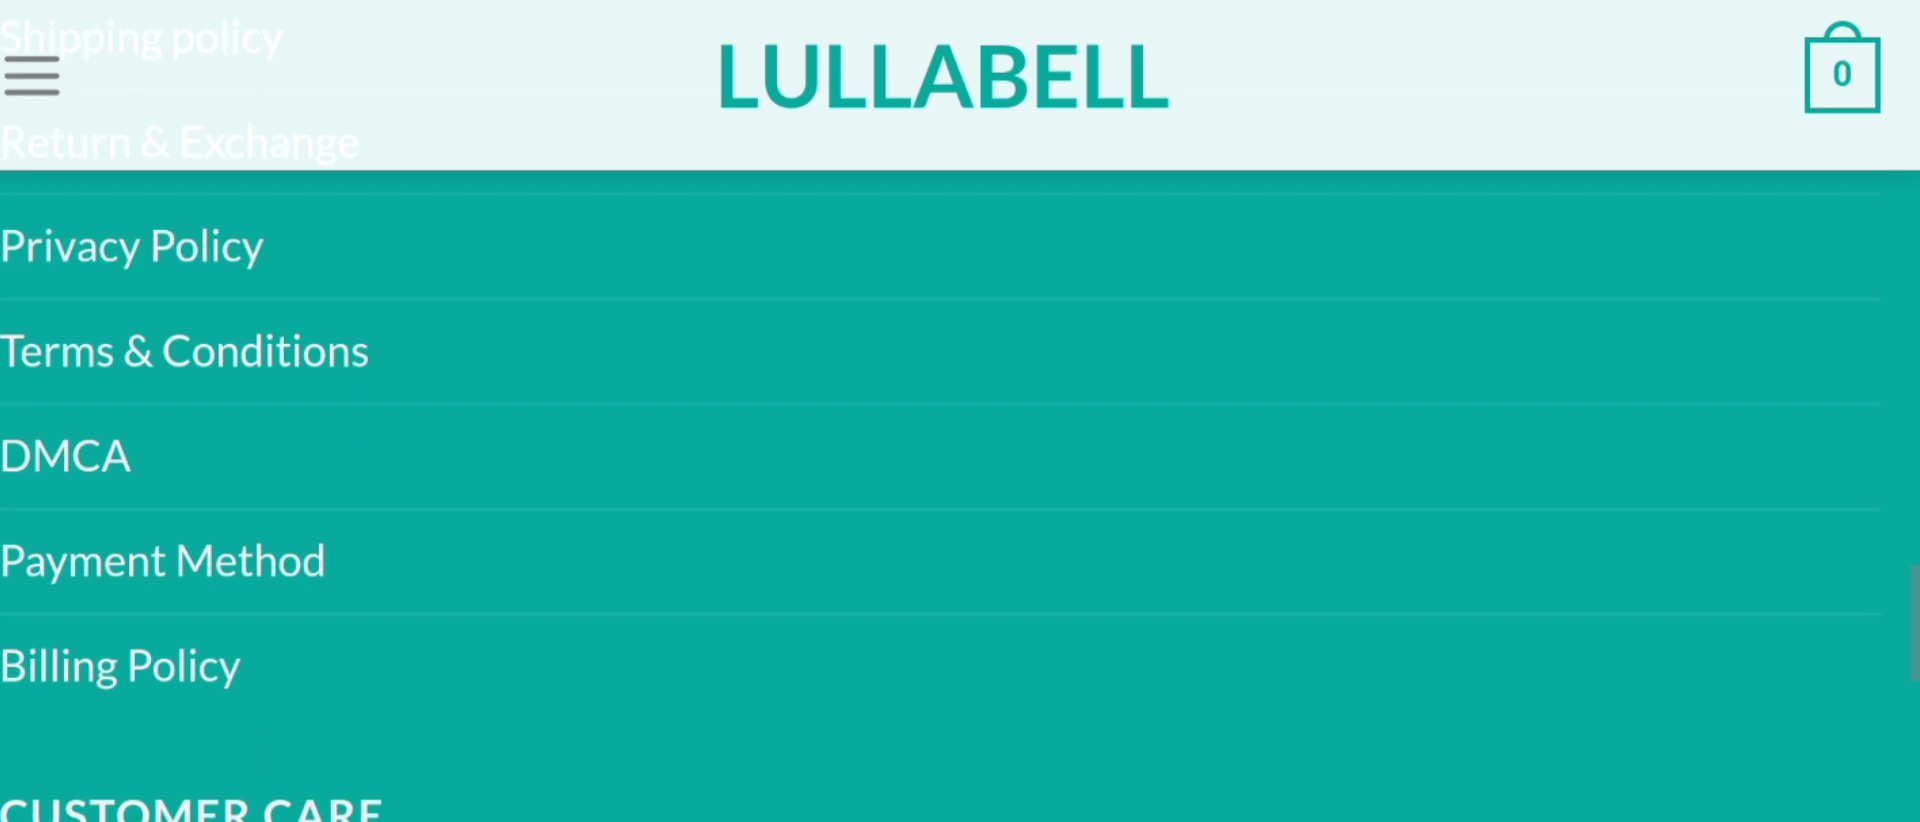 Shipping policy
LULLABELL
0
Return & Exchange
Privacy Policy
Terms & Conditions
DMCA
Payment Method
Billing Policy
CUSTOMER CARE